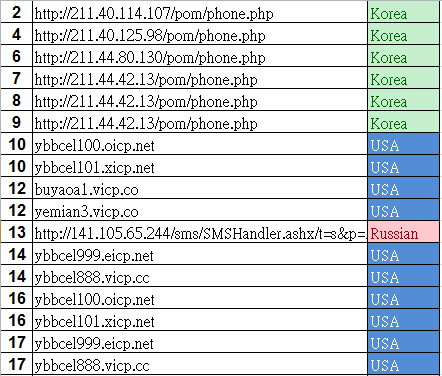 2 http://211.40.114.107/pom/phone.php Korea
4 http://211.40.125.98/pom/phone.php Korea
6 http://211.44.80.130/pom/phone.php Korea
7 http://211.44.42.13/pom/phone.php Korea
8 http://211.44.42.13/pom/phone.php Korea
9 http://211.44.42.13/pom/phone.php Korea
10 ybbcel100.oicp.net USA
10 ybbcel101.xicp.net USA
12 buyaoa1.vicp.co USA
12 yemian3.vicp.co USA
13 http://141.105.65.244/sms/SMSHandler.ashz/t=s&p= Russian
14 ybbcel999.eicp.net USA
14 ybbcel888.vicp.cc USA
16 ybbcel100.oicp.net USA
16 ybbcel101.xicp.net USA
17 ybbcel999.eicp.net USA
17 ybbcel888.vicp.cc USA